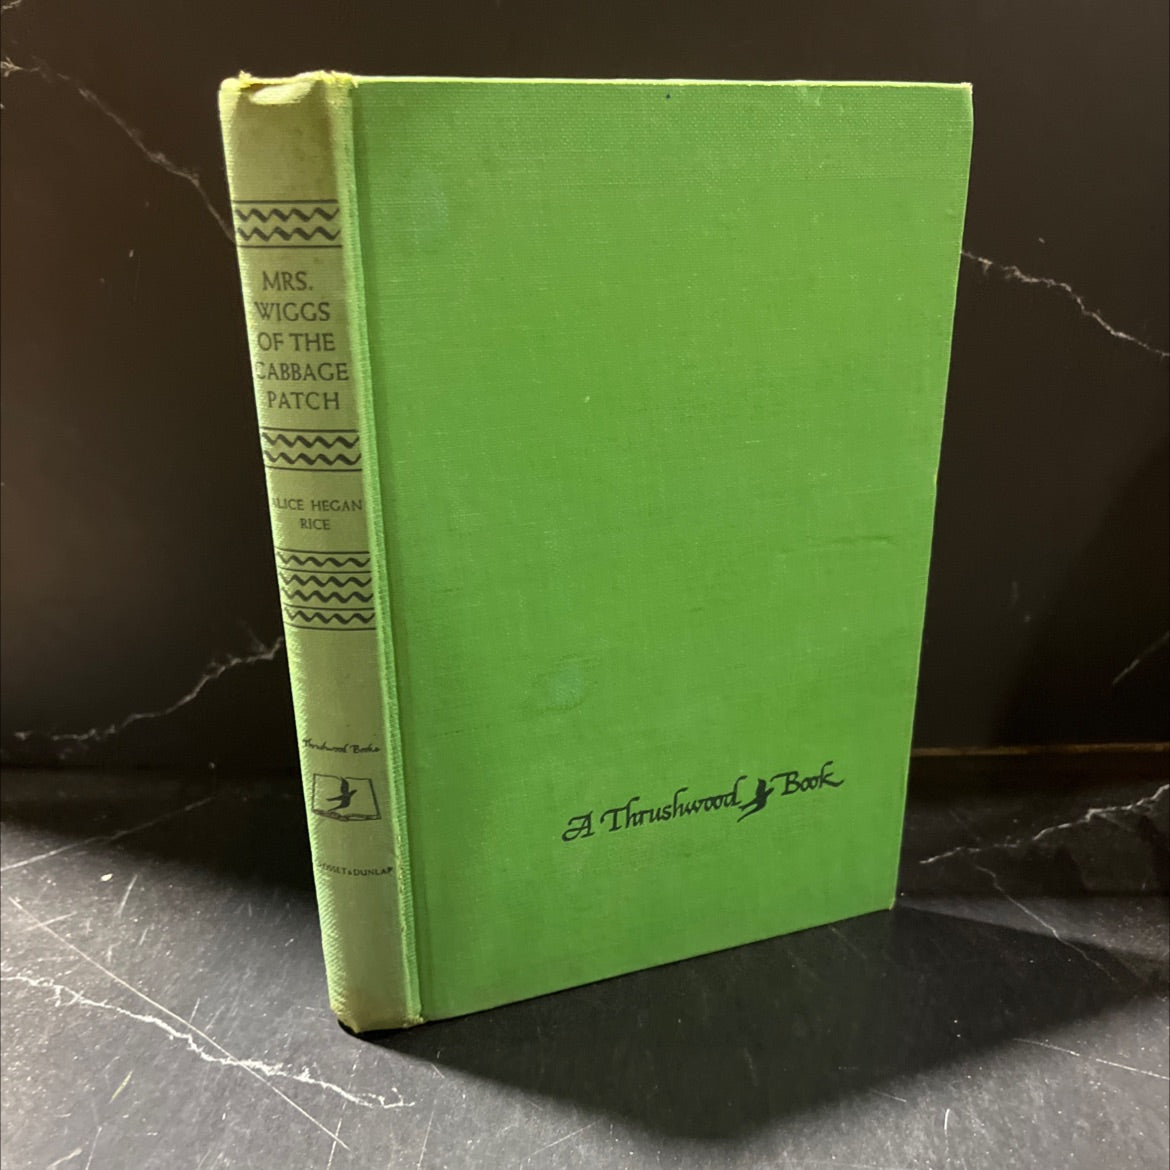 MRS.
WIGGS
OF THE
CABBAGE
PATCH
ALICE HEGAN
RICE
Thrushwood Books
GROSSET & DUNLAP
A Thrushwood Book